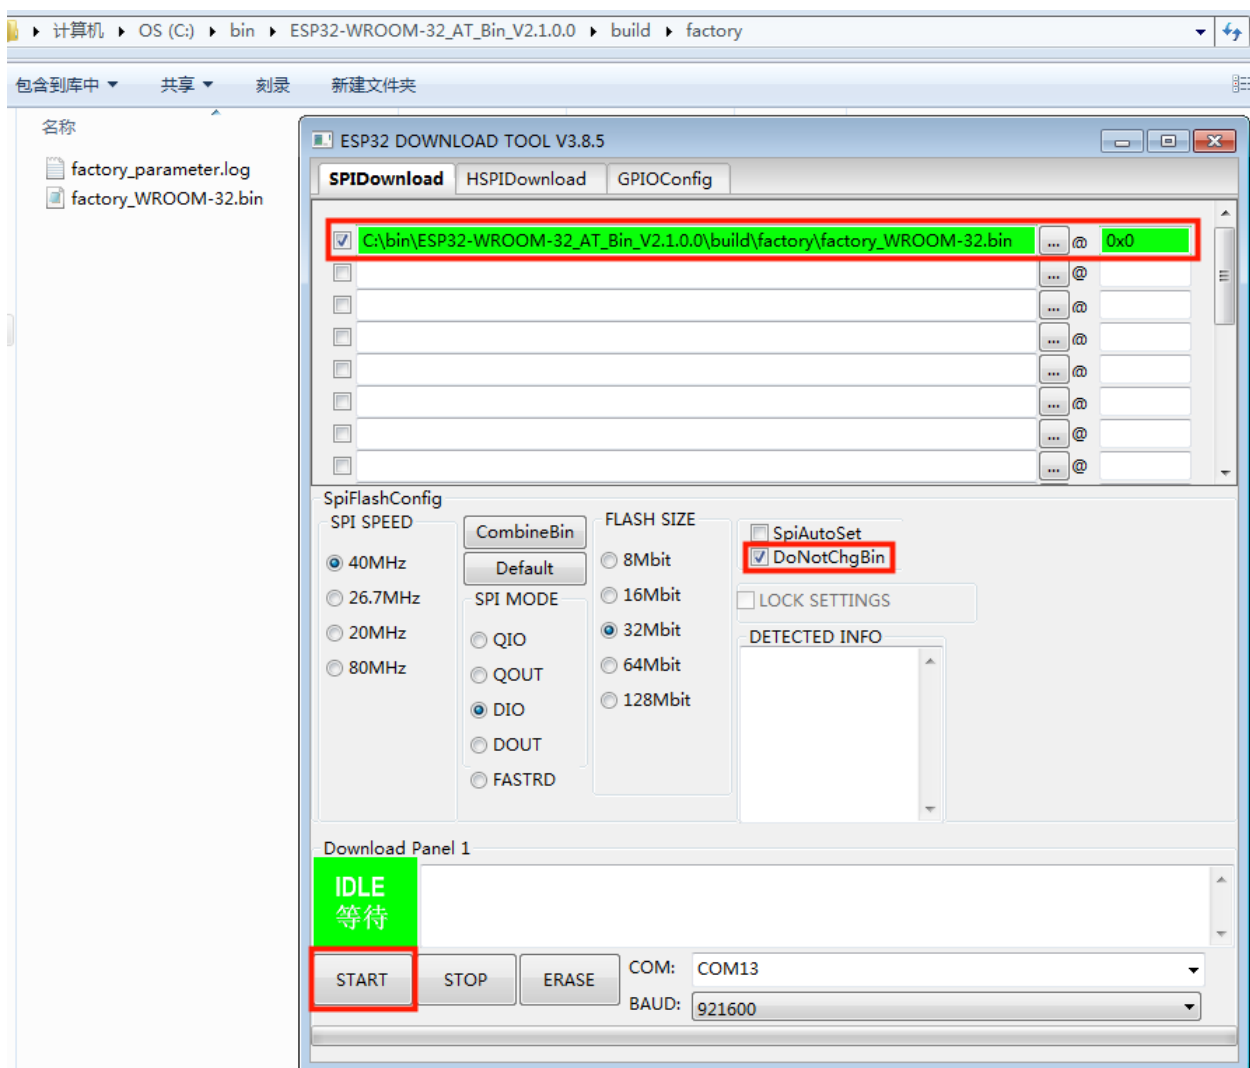 计算机 OS (C:) bin ESP32-WROOM-32_AT_Bin_V2.1.0.0 build factory
包含到库中 共享 刻录 新建文件夹
名称
factory_parameter.log
factory_WROOM-32.bin
ESP32 DOWNLOAD TOOL V3.8.5
SPIDownload HSPIDownload GPIOConfig
C:\bin\ESP32-WROOM-32_AT_Bin_V2.1.0.0\build\factory\factory_WROOM-32.bin ... @ 0x0
... @
... @
... @
... @
... @
... @
... @
SpiFlashConfig
SPI SPEED
40MHz
26.7MHz
20MHz
80MHz
CombineBin
Default
SPI MODE
QIO
QOUT
DIO
DOUT
FASTRD
FLASH SIZE
8Mbit
16Mbit
32Mbit
64Mbit
128Mbit
SpiAutoSet
DoNotChgBin
LOCK SETTINGS
DETECTED INFO
Download Panel 1
IDLE
等待
START STOP ERASE
COM: COM13
BAUD: 921600